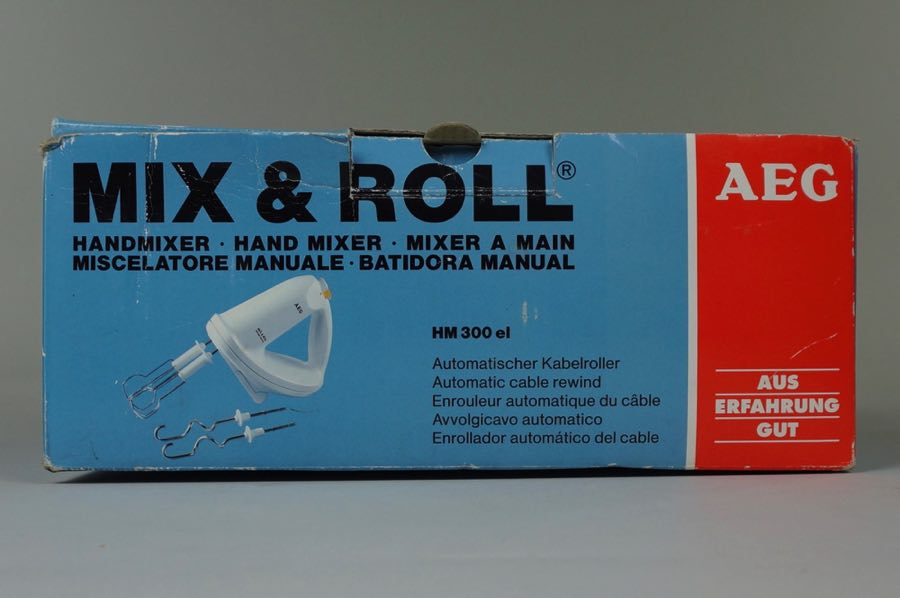 MIX & ROLL®
HANDMIXER · HAND MIXER · MIXER A MAIN
MISCELATORE MANUALE · BATIDORA MANUAL
AEG
HM 300 el
Automatischer Kabelroller
Automatic cable rewind
Enrouleur automatique du câble
Avvolgicavo automatico
Enrollador automático del cable
AEG
AUS
ERFAHRUNG
GUT